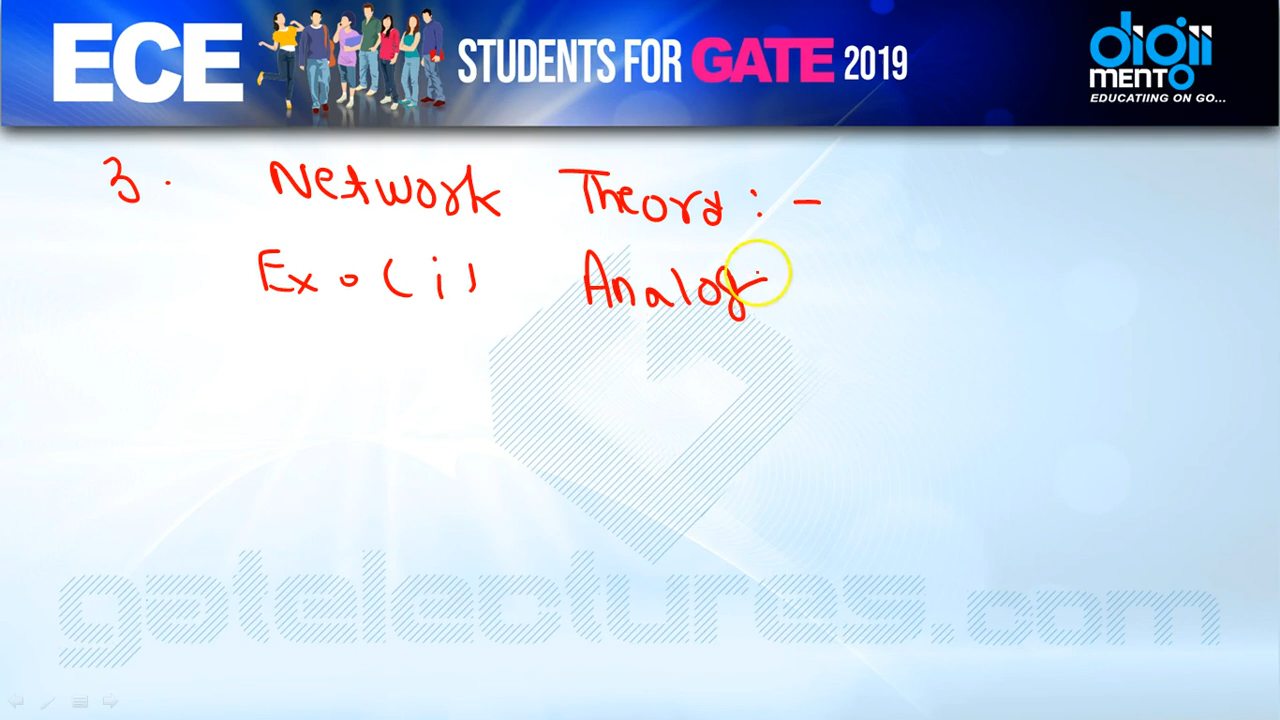 ECE STUDENTS FOR GATE 2019
digii
mento
EDUCATIING ON GO...
3. Network Theory :-
Ex. (i) Analog
gatelectures.com